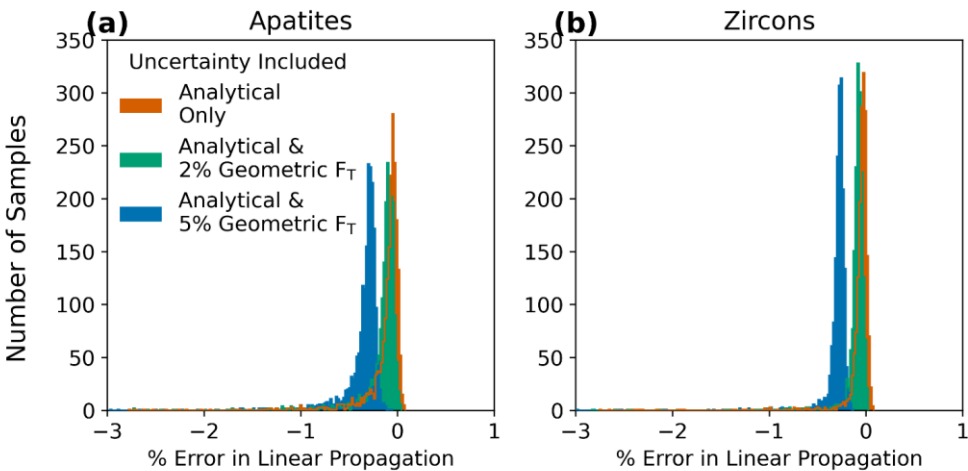 (a) Apatites
(b) Zircons
Number of Samples
350
300
250
200
150
100
50
0
Uncertainty Included
Analytical
Only
Analytical &
2% Geometric F_T
Analytical &
5% Geometric F_T
−3 −2 −1 0 1
% Error in Linear Propagation
350
300
250
200
150
100
50
0
−3 −2 −1 0 1
% Error in Linear Propagation